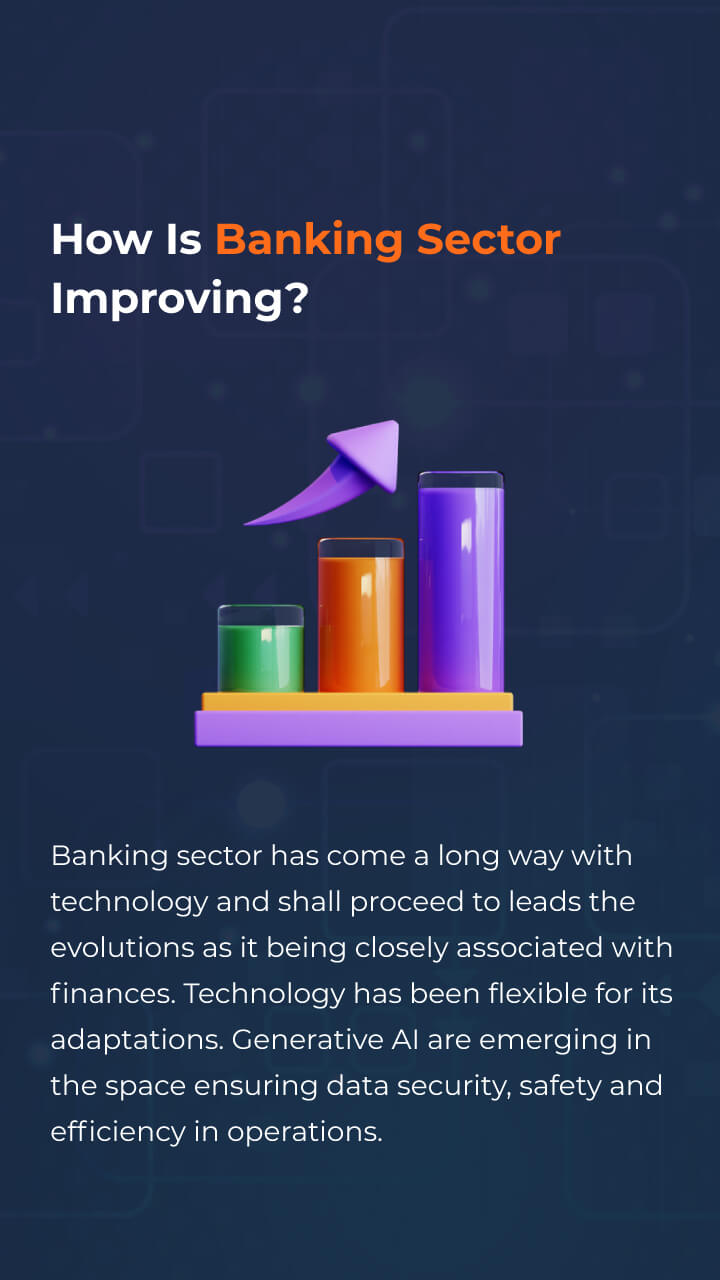 How Is Banking Sector
Improving?
Banking sector has come a long way with
technology and shall proceed to leads the
evolutions as it being closely associated with
finances. Technology has been flexible for its
adaptations. Generative AI are emerging in
the space ensuring data security, safety and
efficiency in operations.